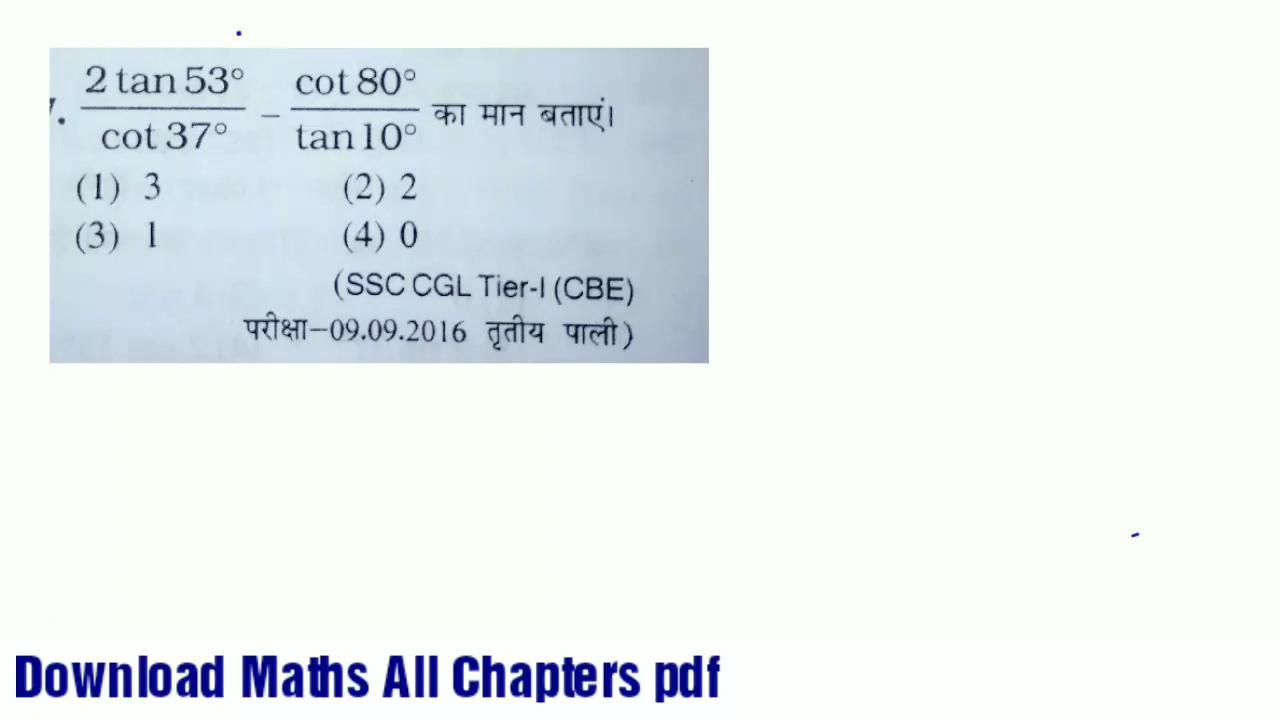 . 2 tan 53° / cot 37° − cot 80° / tan 10° का मान बताएं।
(1) 3 (2) 2
(3) 1 (4) 0
(SSC CGL Tier-I (CBE)
परीक्षा–09.09.2016 तृतीय पाली)
Download Maths All Chapters pdf